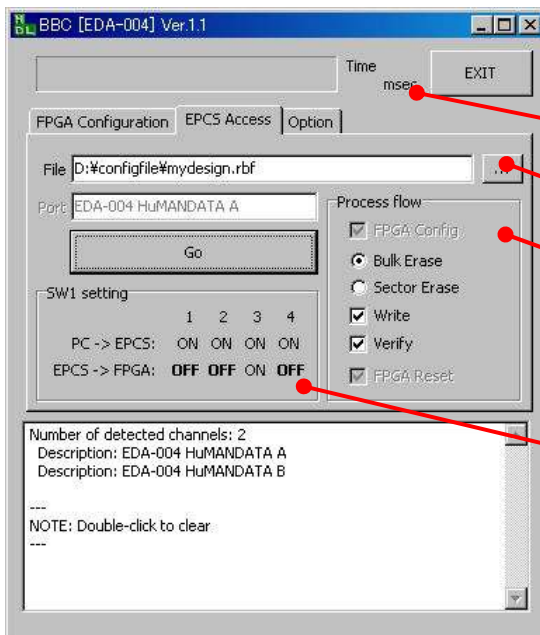 BBC [EDA-004] Ver.1.1
Time
msec
EXIT
FPGA Configuration EPCS Access Option
File D:¥configfile¥mydesign.rbf ...
Port EDA-004 HuMANDATA A
Go
Process flow
FPGA Config
Bulk Erase
Sector Erase
Write
Verify
FPGA Reset
SW1 setting
1 2 3 4
PC -> EPCS: ON ON ON ON
EPCS -> FPGA: OFF OFF ON OFF
Number of detected channels: 2
Description: EDA-004 HuMANDATA A
Description: EDA-004 HuMANDATA B
---
NOTE: Double-click to clear
---